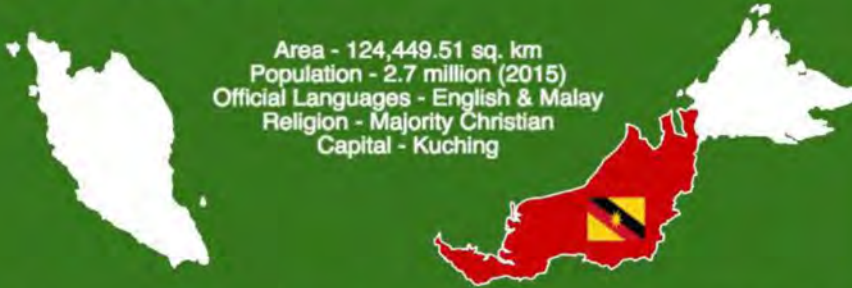 Area - 124,449.51 sq. km
Population - 2.7 million (2015)
Official Languages - English & Malay
Religion - Majority Christian
Capital - Kuching